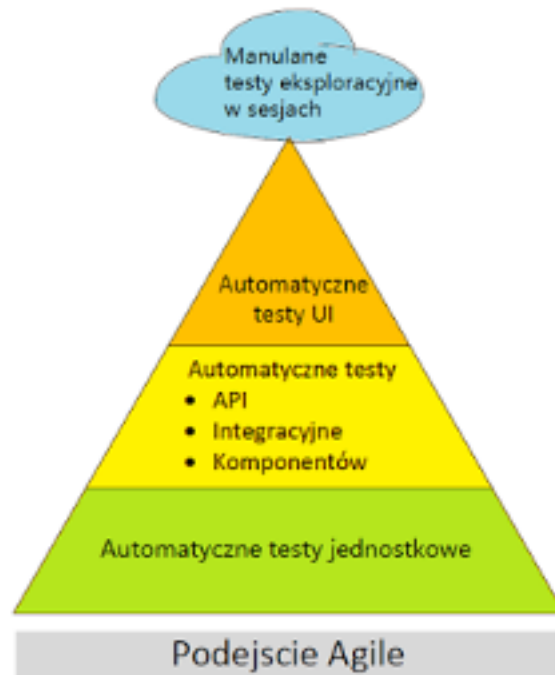 Manulane
testy eksploracyjne
w sesjach
Automatyczne
testy UI
Automatyczne testy
• API
• Integracyjne
• Komponentów
Automatyczne testy jednostkowe
Podejscie Agile